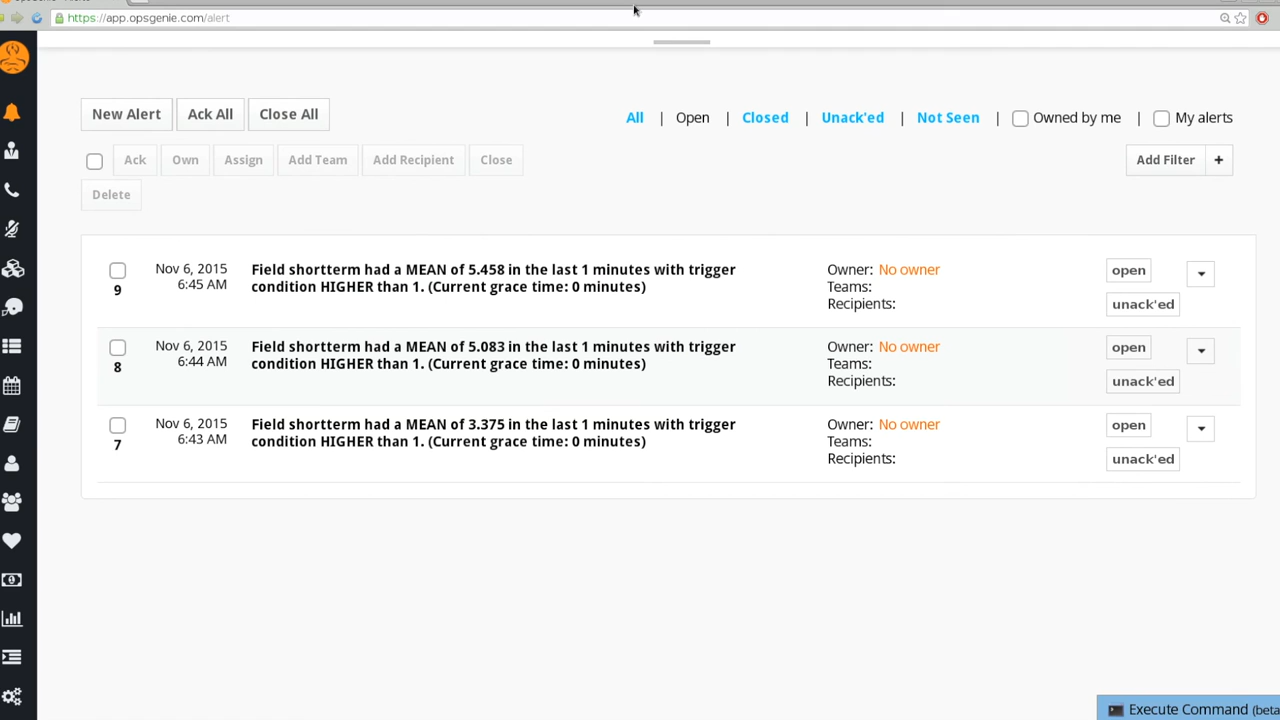 https://app.opsgenie.com/alert
New Alert Ack All Close All All | Open | Closed | Unack'ed | Not Seen | Owned by me | My alerts
Ack Own Assign Add Team Add Recipient Close Add Filter +
Delete
Nov 6, 2015 Field shortterm had a MEAN of 5.458 in the last 1 minutes with trigger Owner: No owner open
6:45 AM condition HIGHER than 1. (Current grace time: 0 minutes) Teams:
9 Recipients: unack'ed
Nov 6, 2015 Field shortterm had a MEAN of 5.083 in the last 1 minutes with trigger Owner: No owner open
6:44 AM condition HIGHER than 1. (Current grace time: 0 minutes) Teams:
8 Recipients: unack'ed
Nov 6, 2015 Field shortterm had a MEAN of 3.375 in the last 1 minutes with trigger Owner: No owner open
6:43 AM condition HIGHER than 1. (Current grace time: 0 minutes) Teams:
7 Recipients: unack'ed
Execute Command (beta